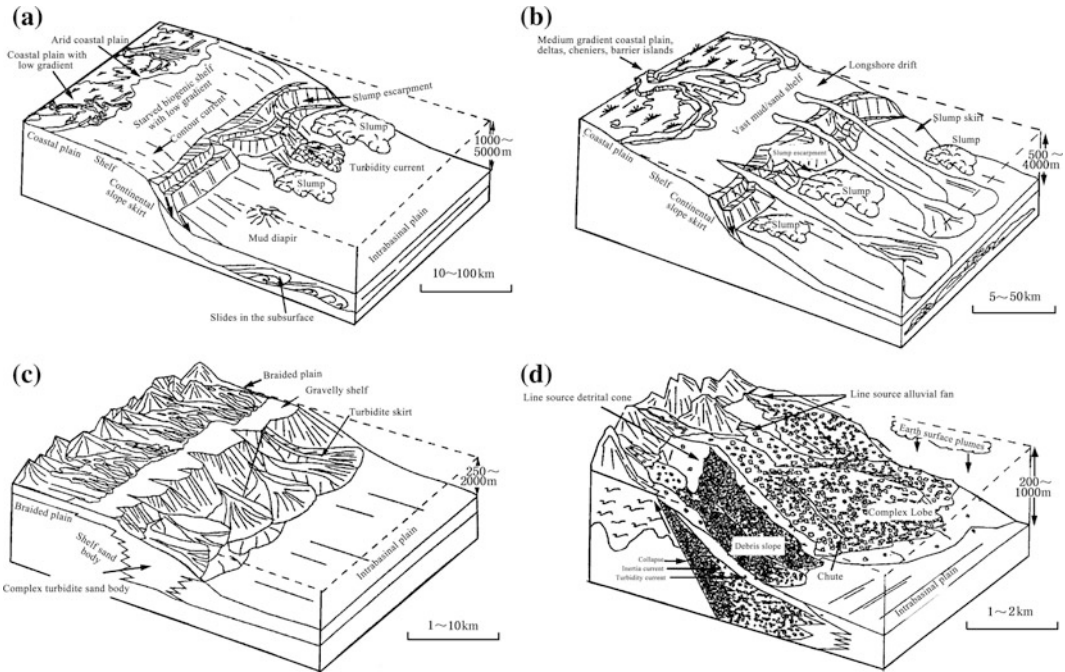 (a)
Arid coastal plain
Coastal plain with
low gradient
Starved biogenic shelf
with low gradient
Contour current
Slump escarpment
Slump
Turbidity current
Slump
1000~
5000m
Coastal plain
Shelf
Continental
slope skirt
Mud diapir
Intrabasinal plain
10~100km
Slides in the subsurface
(b)
Medium gradient coastal plain,
deltas, cheniers, barrier islands
Longshore drift
Vast mud/sand shelf
Slump skirt
Slump
500~
4000m
Slump escarpment
Slump
Slump
Coastal plain
Shelf
Continental
slope skirt
Intrabasinal plain
5~50km
(c)
Braided plain
Gravelly shelf
Turbidite skirt
250~
2000m
Braided plain
Shelf sand
body
Complex turbidite sand body
Intrabasinal plain
1~10km
(d)
Line source detrital cone
Line source alluvial fan
Earth surface plumes
200~
1000m
Complex Lobe
Debris slope
Collapse
Inertia current
Turbidity current
Chute
Intrabasinal plain
1~2km